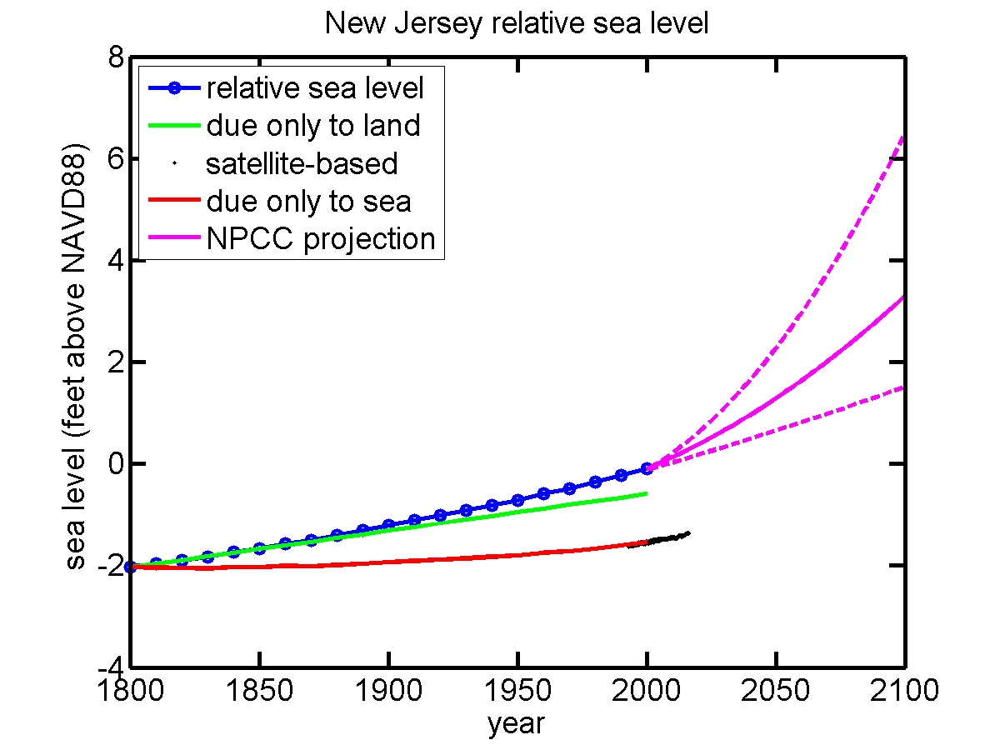 New Jersey relative sea level
8
6
4
2
0
-2
-4
sea level (feet above NAVD88)
relative sea level
due only to land
satellite-based
due only to sea
NPCC projection
1800 1850 1900 1950 2000 2050 2100
year